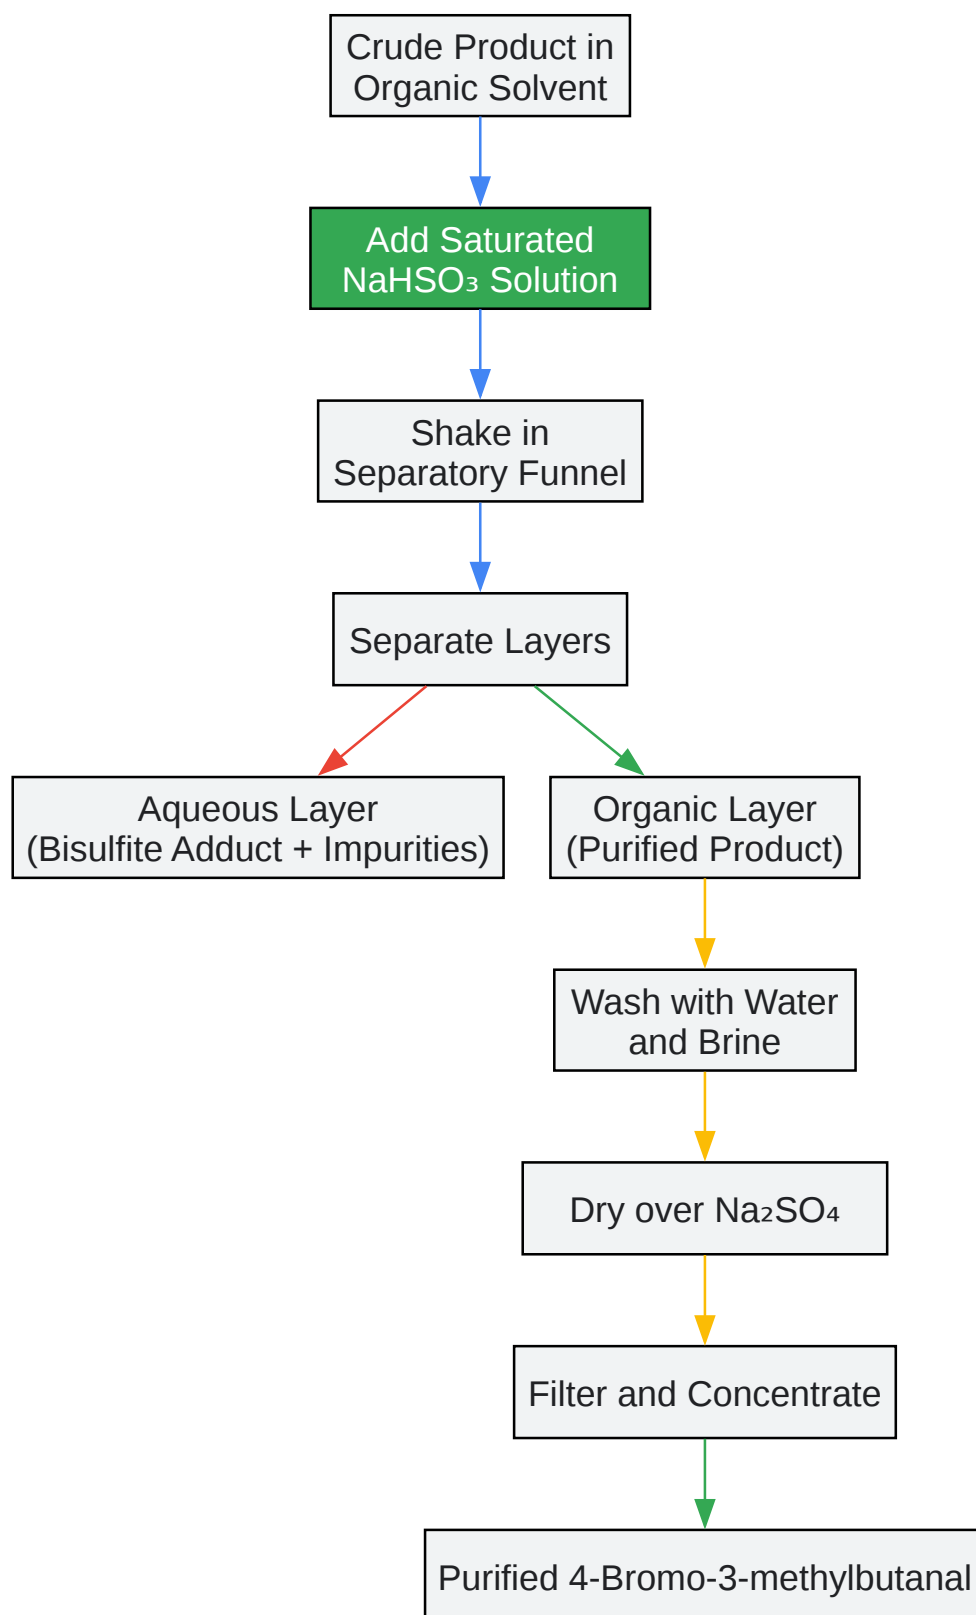 Crude Product in
Organic Solvent
Add Saturated
NaHSO₃ Solution
Shake in
Separatory Funnel
Separate Layers
Aqueous Layer
(Bisulfite Adduct + Impurities)
Organic Layer
(Purified Product)
Wash with Water
and Brine
Dry over Na₂SO₄
Filter and Concentrate
Purified 4-Bromo-3-methylbutanal